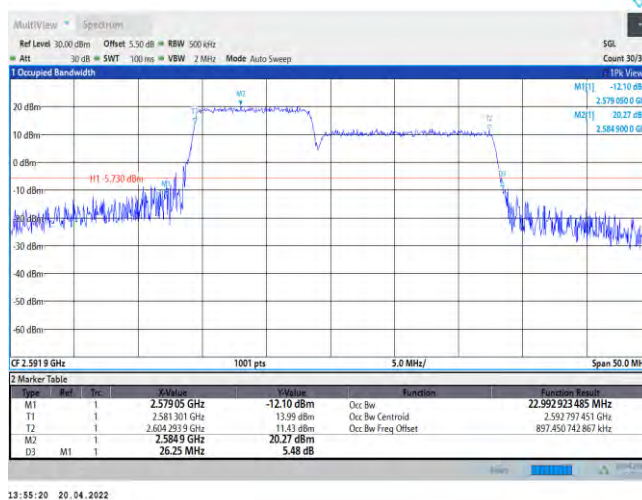 MultiView Spectrum
Ref Level 30.00 dBm Offset 5.50 dB RBW 500 kHz SGL
Att 30 dB SWT 100 ms VBW 2 MHz Mode Auto Sweep Count 30/3
1 Occupied Bandwidth 1Pk View
M1[1] -12.10 dB
2.579 050 0 G
M2[1] 20.27 dB
2.584 900 0 G
M2
T1
T2
20 dBm
10 dBm
0 dBm
H1 -5.730 dBm
M1
D3
-10 dBm
-20 dBm
-30 dBm
-40 dBm
-50 dBm
-60 dBm
CF 2.591 9 GHz 1001 pts 5.0 MHz/ Span 50.0 M
2 Marker Table
Type Ref Trc X-Value Y-Value Function Function Result
M1 1 2.579 05 GHz -12.10 dBm Occ Bw 22.992 923 485 MHz
T1 1 2.581 301 GHz 13.99 dBm Occ Bw Centroid 2.592 797 451 GHz
T2 1 2.604 293 9 GHz 11.43 dBm Occ Bw Freq Offset 897.450 742 867 kHz
M2 1 2.584 9 GHz 20.27 dBm
D3 M1 1 26.25 MHz 5.48 dB
13:55:20 20.04.2022